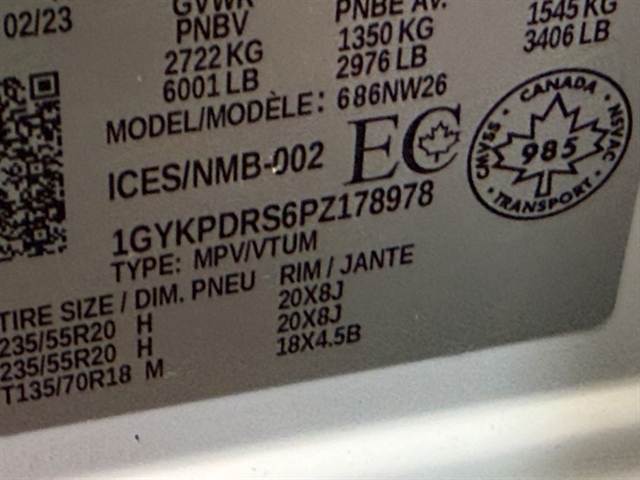 02/23
GVWR
PNBV
2722 KG
6001 LB
PNBE AV.
1350 KG
2976 LB
1545 KG
3406 LB
MODEL/MODÈLE: 686NW26
ICES/NMB-002
EC
CANADA
CMVSS
985
NSVAC
TRANSPORT
1GYKPDRS6PZ178978
TYPE: MPV/VTUM
TIRE SIZE / DIM. PNEU RIM / JANTE
235/55R20 H 20X8J
235/55R20 H 20X8J
T135/70R18 M 18X4.5B